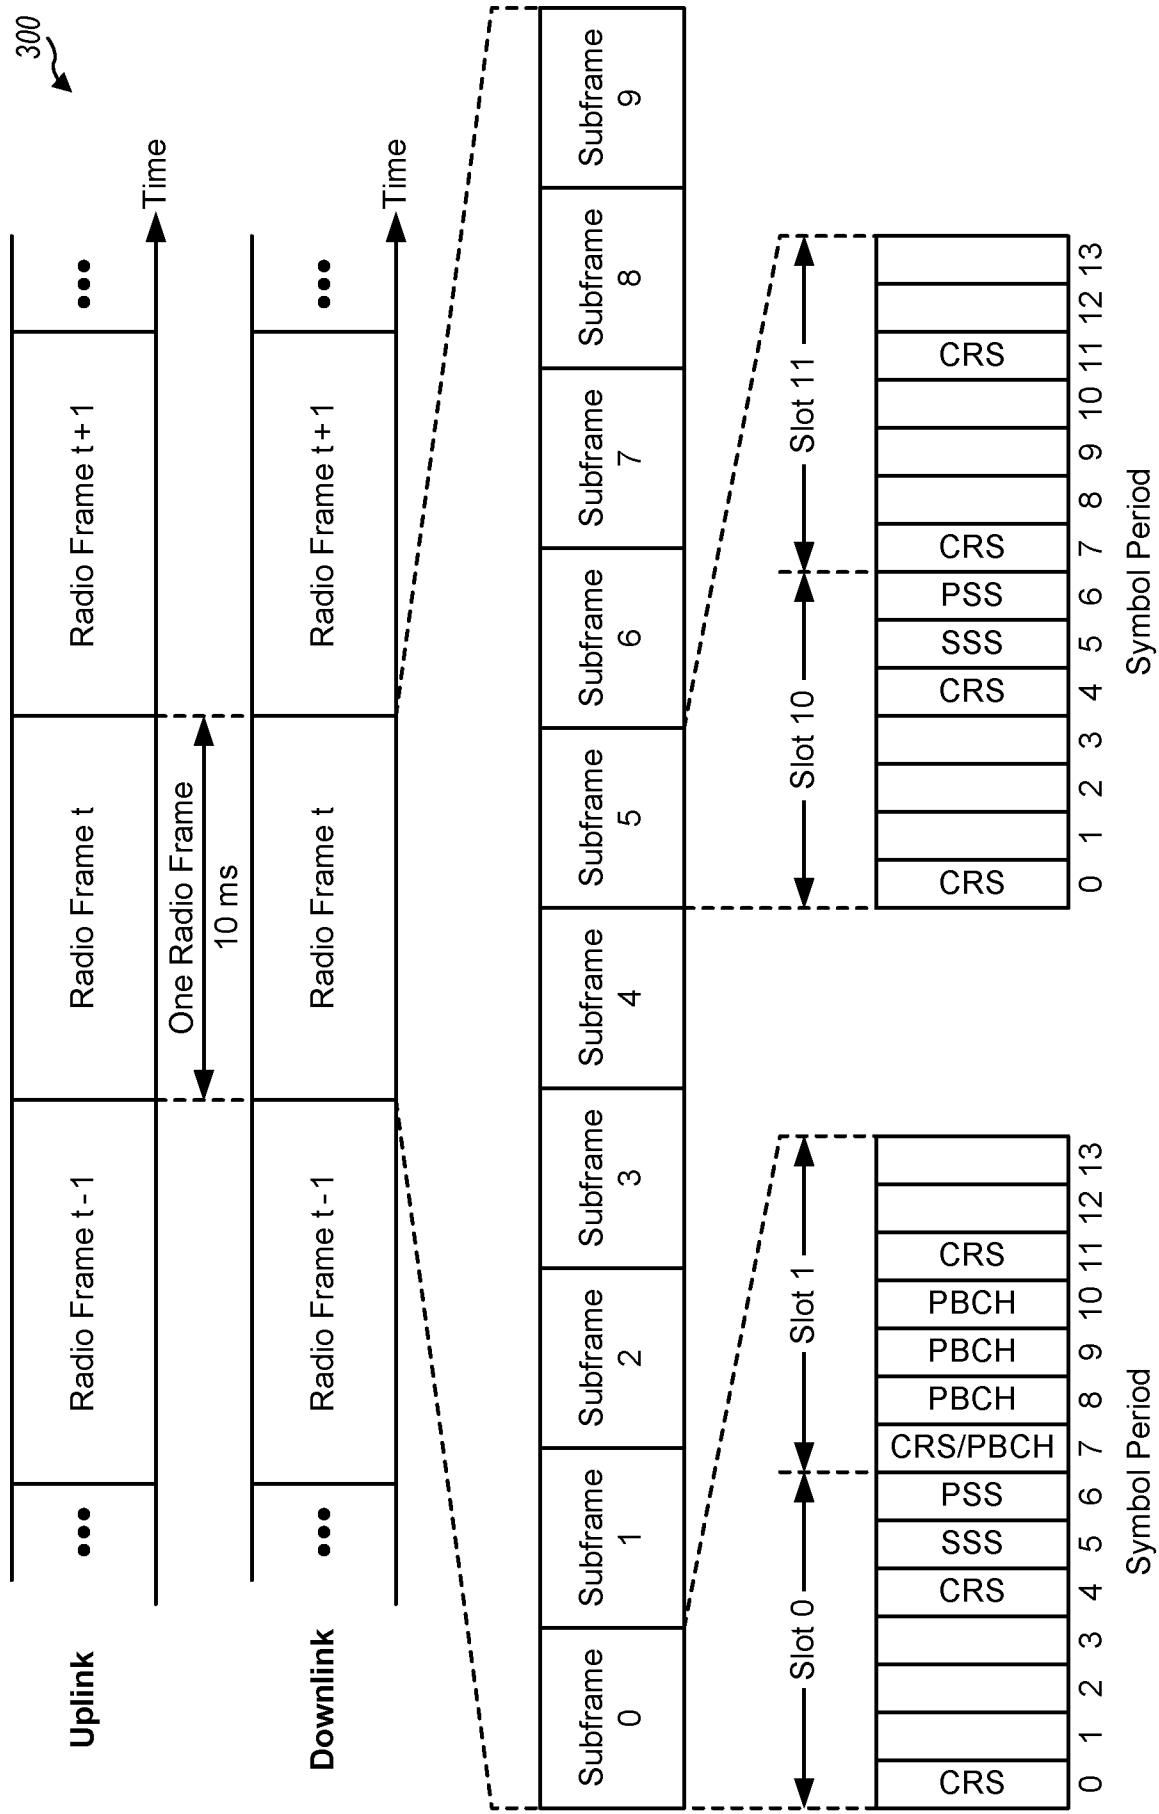 300
Uplink
••• Radio Frame t-1 Radio Frame t Radio Frame t+1 •••
Time
One Radio Frame
10 ms
Downlink
••• Radio Frame t-1 Radio Frame t Radio Frame t+1 •••
Time
Subframe 0
Subframe 1
Subframe 2
Subframe 3
Subframe 4
Subframe 5
Subframe 6
Subframe 7
Subframe 8
Subframe 9
Slot 0 Slot 1
CRS CRS SSS PSS CRS/PBCH PBCH PBCH PBCH CRS
0 1 2 3 4 5 6 7 8 9 10 11 12 13
Symbol Period
Slot 10 Slot 11
CRS CRS SSS PSS CRS CRS
0 1 2 3 4 5 6 7 8 9 10 11 12 13
Symbol Period